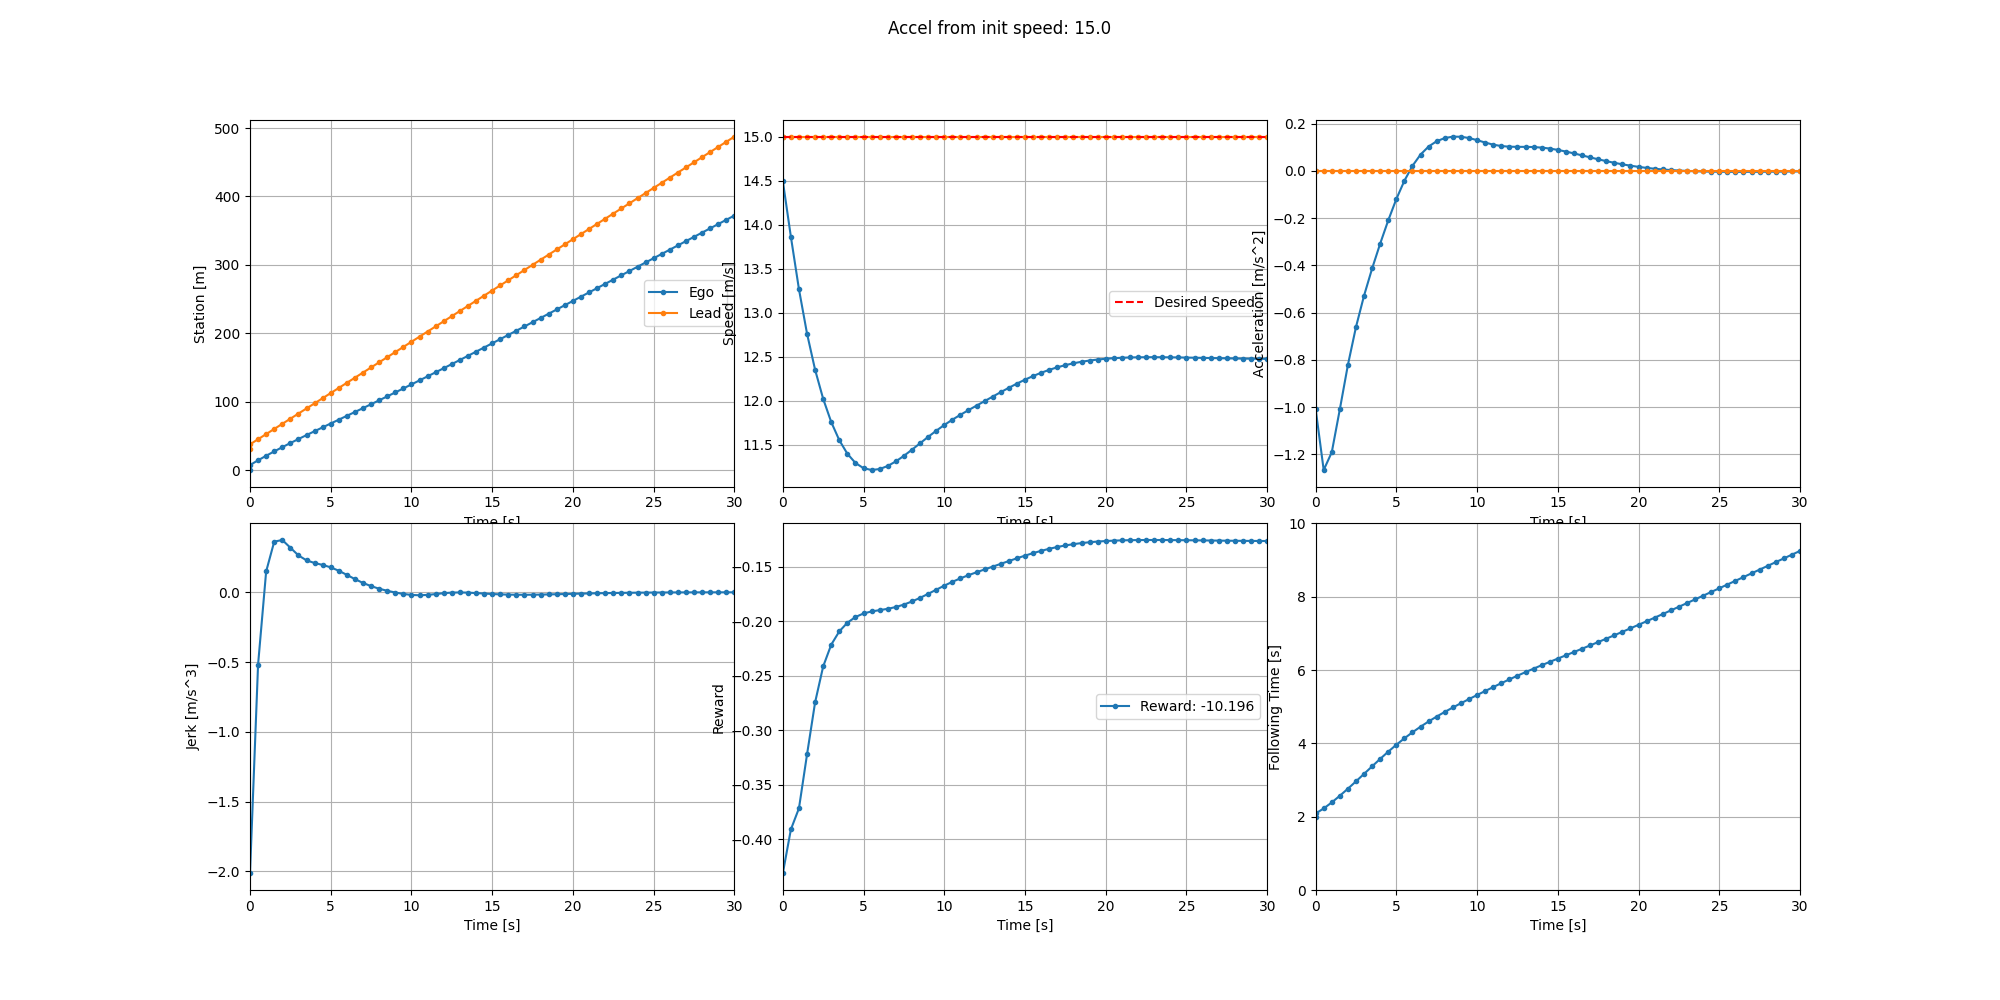 Accel from init speed: 15.0
500
400
300
200
100
0
Station [m]
Ego
Lead
0 5 10 15 20 25 30
Time [s]
15.0
14.5
14.0
13.5
13.0
12.5
12.0
11.5
Speed [m/s]
Desired Speed
0 5 10 15 20 25 30
Time [s]
0.2
0.0
−0.2
−0.4
−0.6
−0.8
−1.0
−1.2
Acceleration [m/s^2]
0 5 10 15 20 25 30
Time [s]
0.0
−0.5
−1.0
−1.5
−2.0
Jerk [m/s^3]
0 5 10 15 20 25 30
Time [s]
−0.15
−0.20
−0.25
−0.30
−0.35
−0.40
Reward
Reward: -10.196
0 5 10 15 20 25 30
Time [s]
10
8
6
4
2
0
Following Time [s]
0 5 10 15 20 25 30
Time [s]